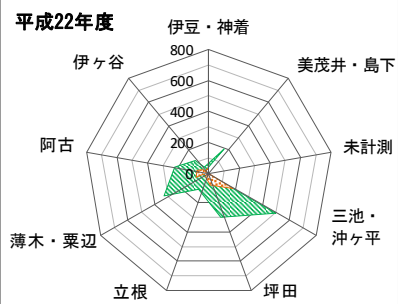 平成22年度
伊豆・神着
美茂井・島下
未計測
三池・
沖ヶ平
坪田
立根
薄木・粟辺
阿古
伊ヶ谷
800
600
400
200
0